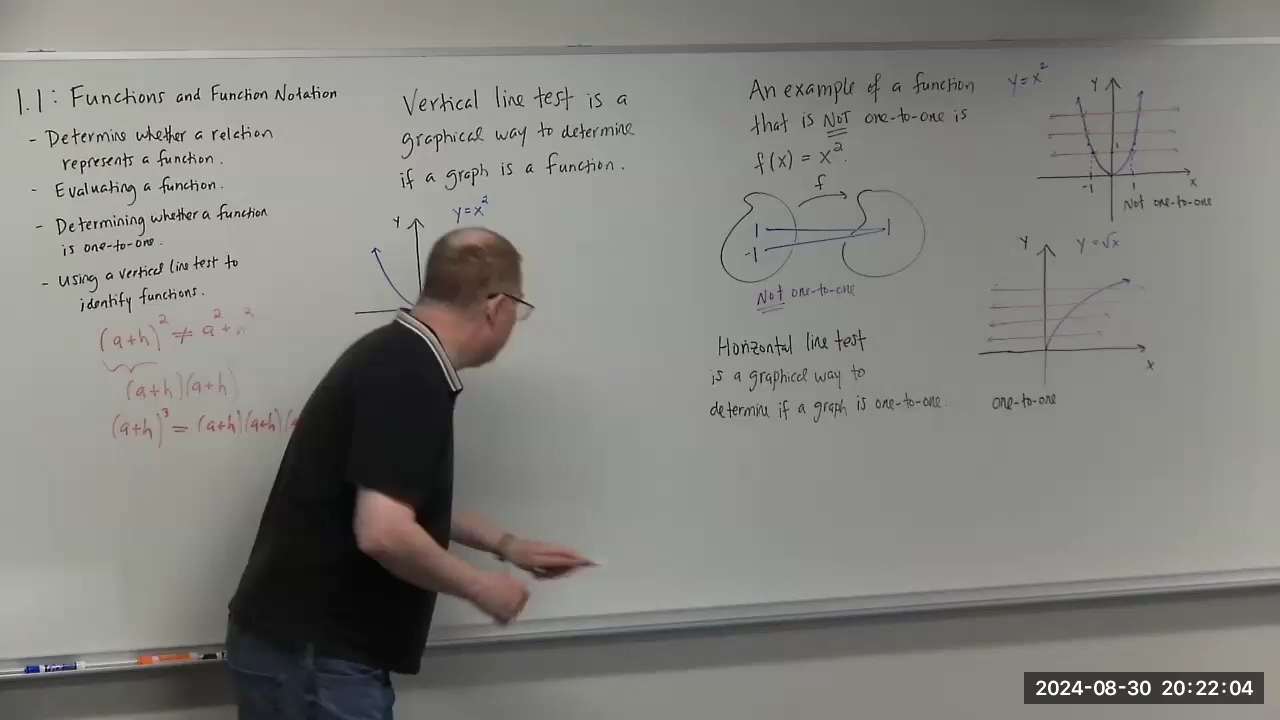 1.1: Functions and Function Notation
- Determine whether a relation
represents a function.
- Evaluating a function.
- Determining whether a function
is one-to-one.
- Using a vertical line test to
identify functions.
(a+h)² ≠ a² + h²
(a+h)(a+h)
(a+h)³ = (a+h)(a+h)(
Vertical line test is a
graphical way to determine
if a graph is a function.
y=x²
Y
An example of a function
that is NOT one-to-one is
f(x) = x².
f
1
1
-1
Not one-to-one
Horizontal line test
is a graphical way to
determine if a graph is one-to-one.
y=x²
Y
1
-1
1
x
Not one-to-one
Y
y=√x
x
one-to-one
2024-08-30 20:22:04